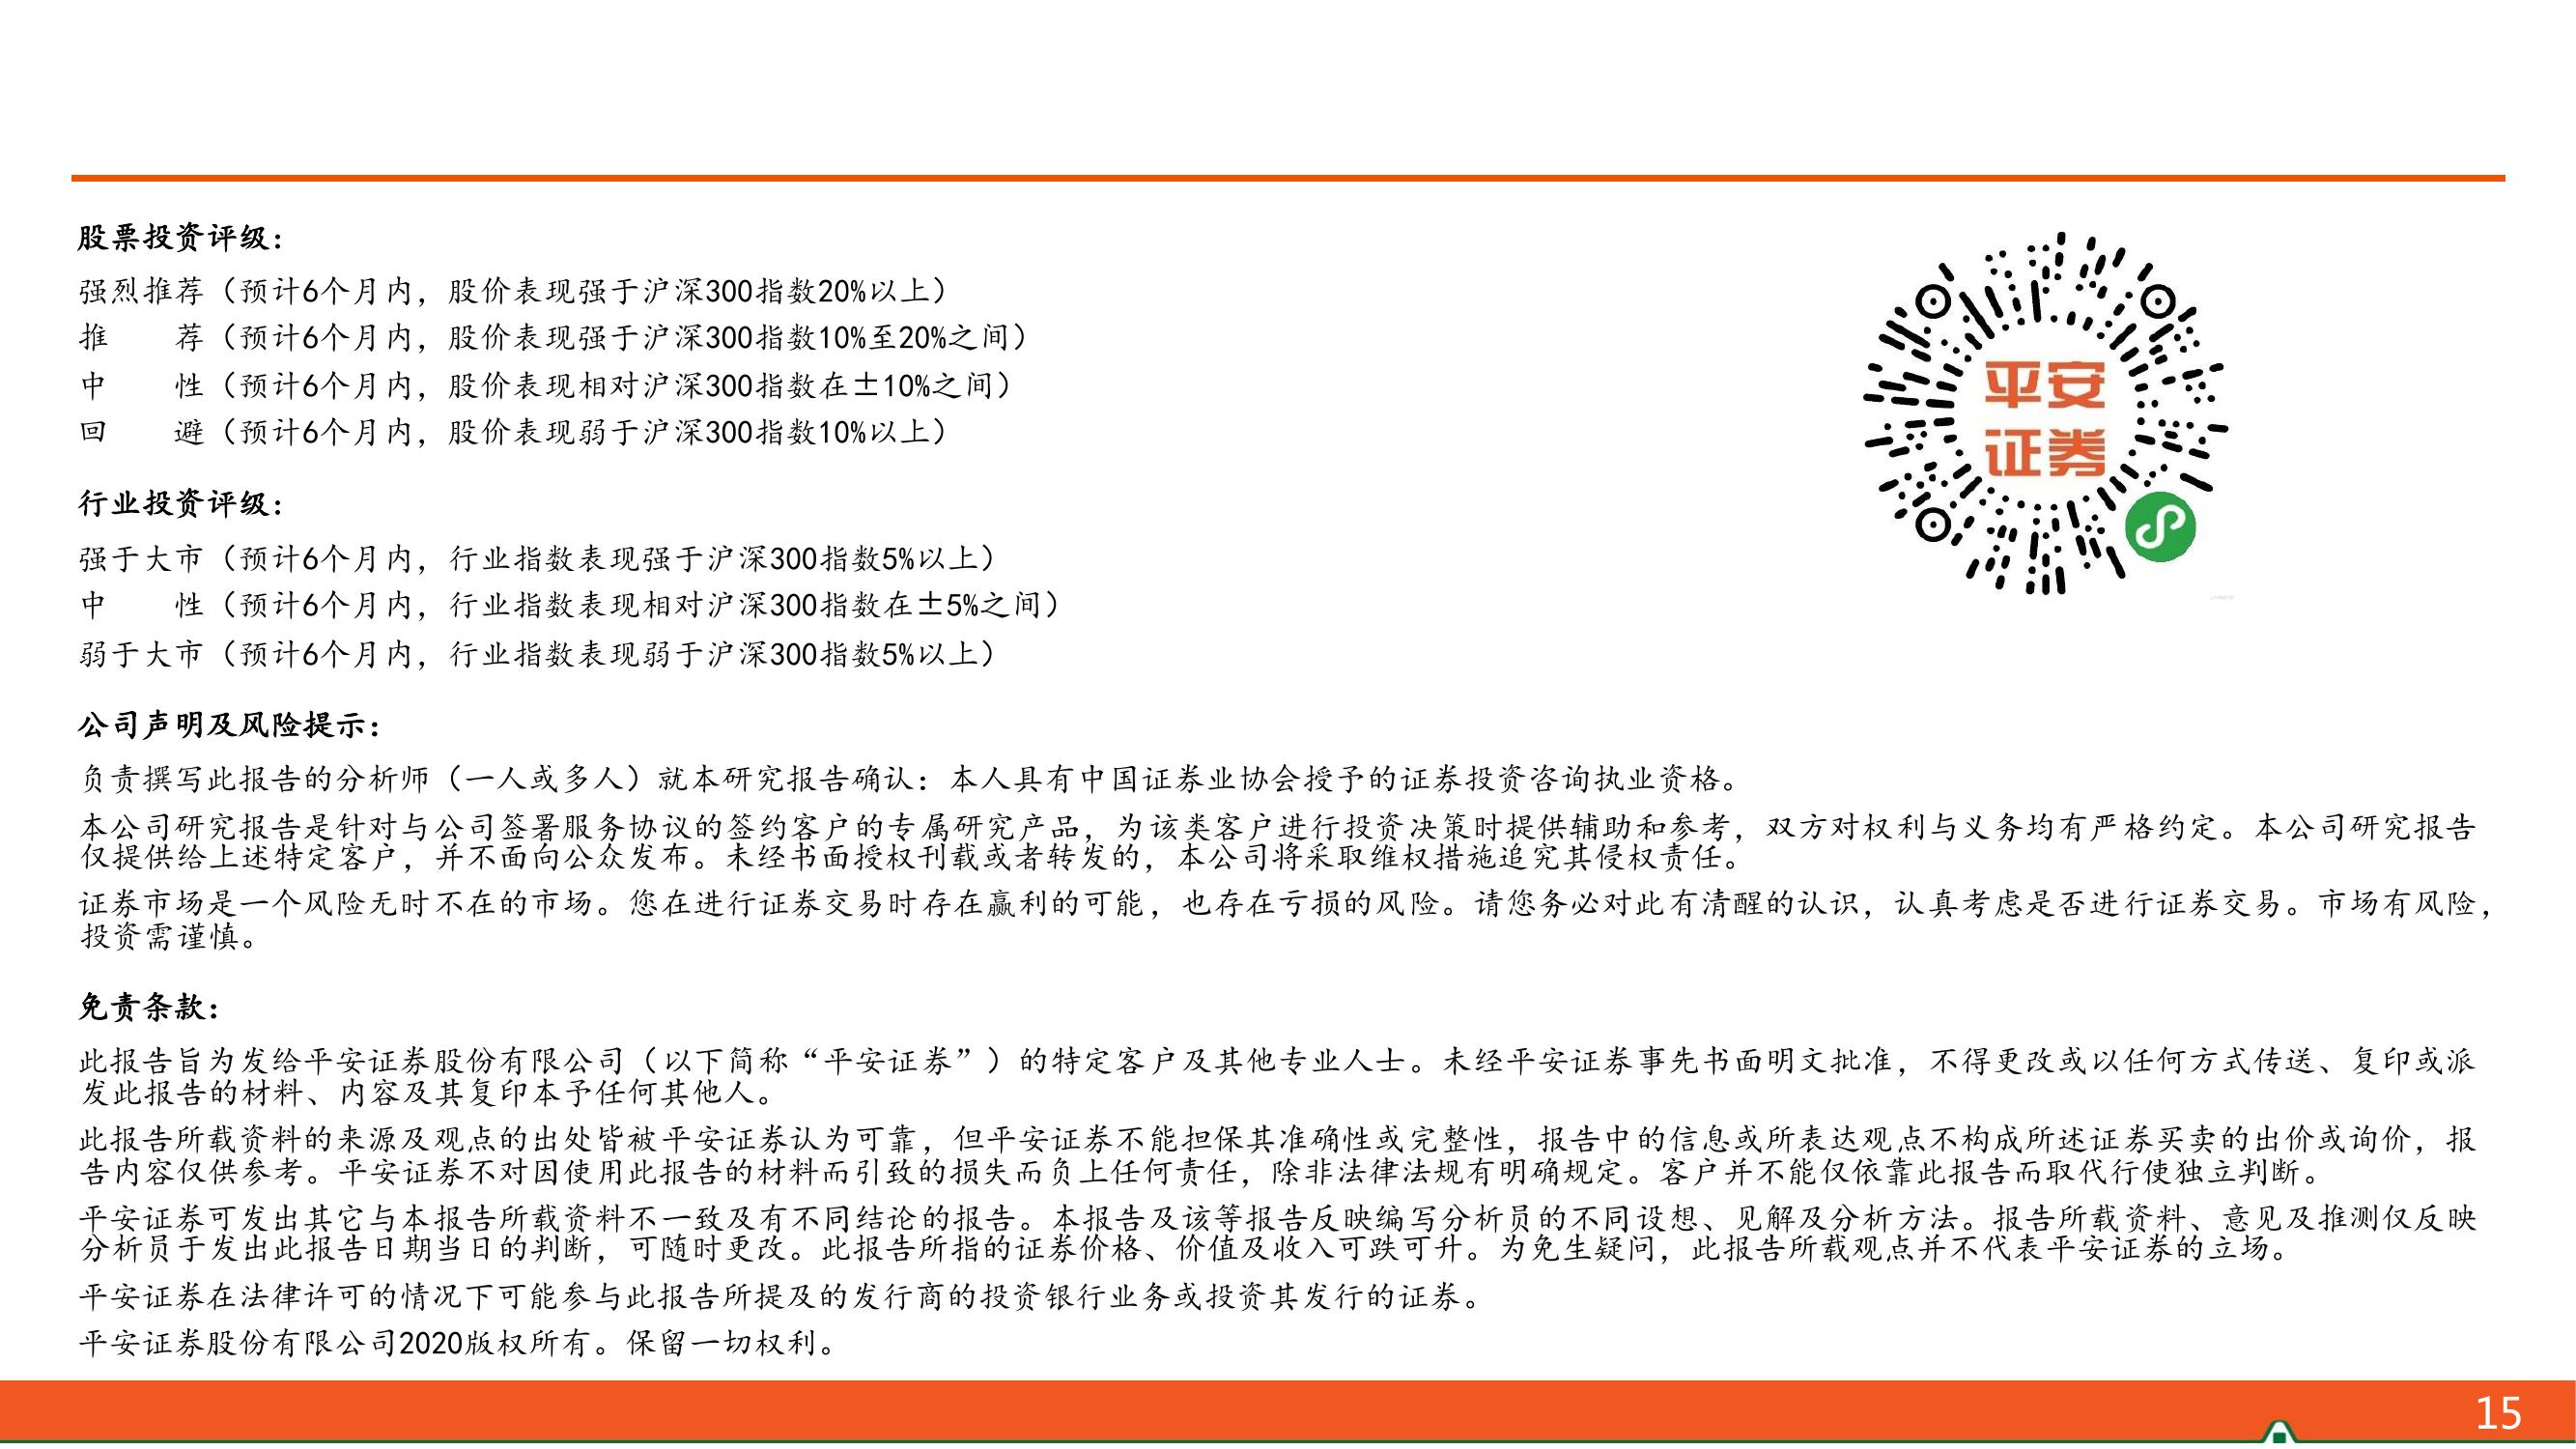 股票投资评级：
强烈推荐（预计6个月内，股价表现强于沪深300指数20%以上）
推　　荐（预计6个月内，股价表现强于沪深300指数10%至20%之间）
中　　性（预计6个月内，股价表现相对沪深300指数在±10%之间）
回　　避（预计6个月内，股价表现弱于沪深300指数10%以上）
平安
证券
行业投资评级：
强于大市（预计6个月内，行业指数表现强于沪深300指数5%以上）
中　　性（预计6个月内，行业指数表现相对沪深300指数在±5%之间）
弱于大市（预计6个月内，行业指数表现弱于沪深300指数5%以上）
公司声明及风险提示：
负责撰写此报告的分析师（一人或多人）就本研究报告确认：本人具有中国证券业协会授予的证券投资咨询执业资格。
本公司研究报告是针对与公司签署服务协议的签约客户的专属研究产品，为该类客户进行投资决策时提供辅助和参考，双方对权利与义务均有严格约定。本公司研究报告
仅提供给上述特定客户，并不面向公众发布。未经书面授权刊载或者转发的，本公司将采取维权措施追究其侵权责任。
证券市场是一个风险无时不在的市场。您在进行证券交易时存在赢利的可能，也存在亏损的风险。请您务必对此有清醒的认识，认真考虑是否进行证券交易。市场有风险，
投资需谨慎。
免责条款：
此报告旨为发给平安证券股份有限公司（以下简称“平安证券”）的特定客户及其他专业人士。未经平安证券事先书面明文批准，不得更改或以任何方式传送、复印或派
发此报告的材料、内容及其复印本予任何其他人。
此报告所载资料的来源及观点的出处皆被平安证券认为可靠，但平安证券不能担保其准确性或完整性，报告中的信息或所表达观点不构成所述证券买卖的出价或询价，报
告内容仅供参考。平安证券不对因使用此报告的材料而引致的损失而负上任何责任，除非法律法规有明确规定。客户并不能仅依靠此报告而取代行使独立判断。
平安证券可发出其它与本报告所载资料不一致及有不同结论的报告。本报告及该等报告反映编写分析员的不同设想、见解及分析方法。报告所载资料、意见及推测仅反映
分析员于发出此报告日期当日的判断，可随时更改。此报告所指的证券价格、价值及收入可跌可升。为免生疑问，此报告所载观点并不代表平安证券的立场。
平安证券在法律许可的情况下可能参与此报告所提及的发行商的投资银行业务或投资其发行的证券。
平安证券股份有限公司2020版权所有。保留一切权利。
15